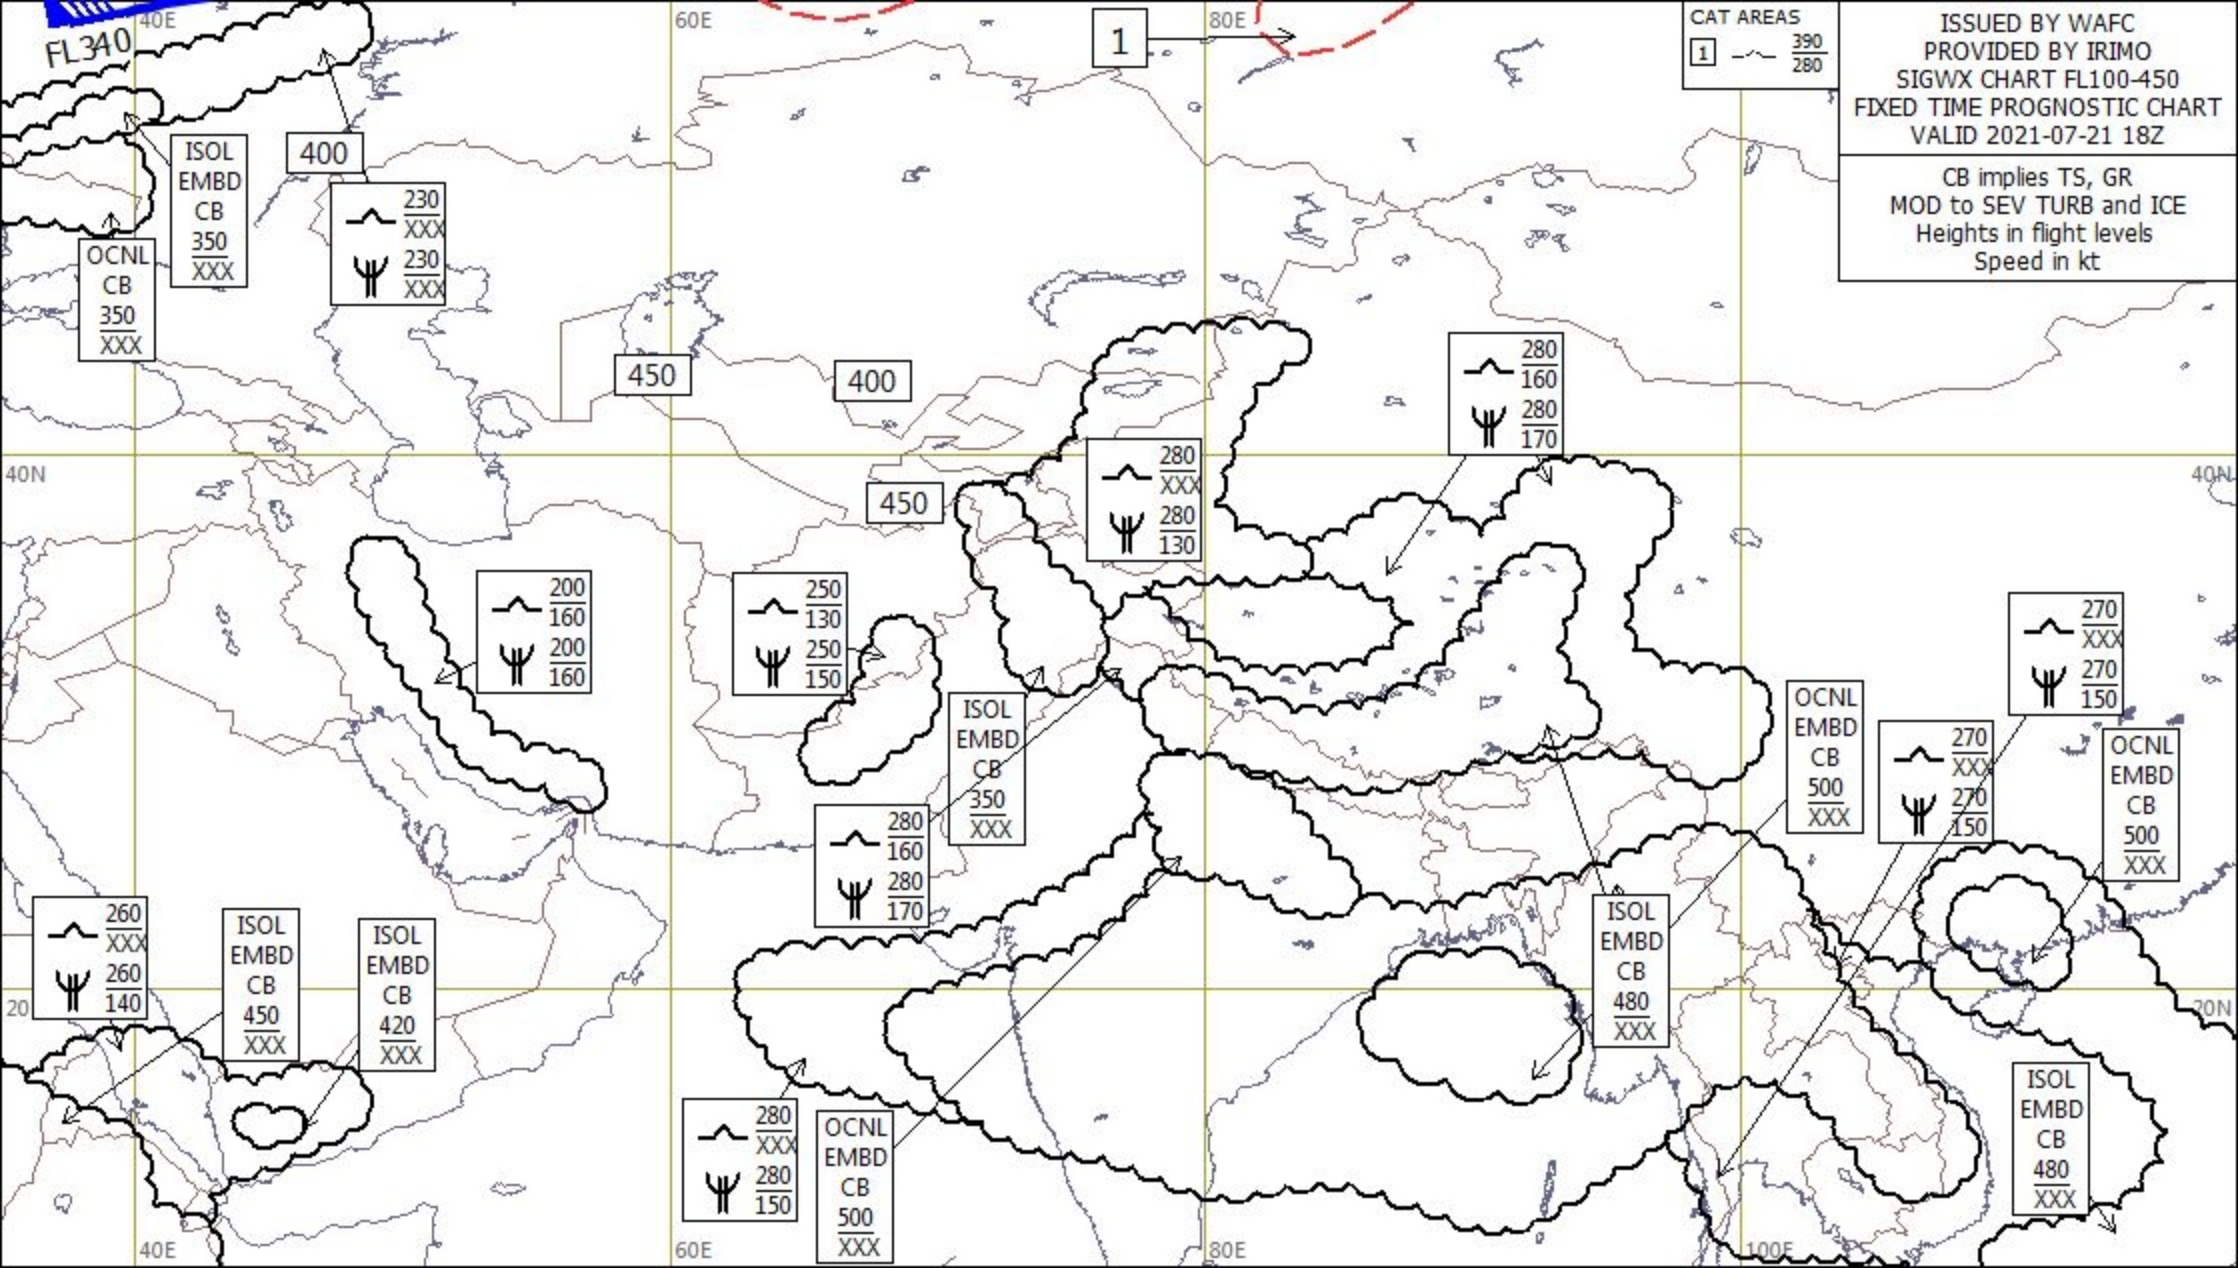 40E
60E
80E
FL340
1
CAT AREAS
1
390
280
ISSUED BY WAFC
PROVIDED BY IRIMO
SIGWX CHART FL100-450
FIXED TIME PROGNOSTIC CHART
VALID 2021-07-21 18Z
CB implies TS, GR
MOD to SEV TURB and ICE
Heights in flight levels
Speed in kt
ISOL
EMBD
CB
350
XXX
400
230
XXX
230
XXX
OCNL
CB
350
XXX
450
400
280
160
280
170
40N
280
XXX
280
130
450
40N
200
160
200
160
250
130
250
150
270
XXX
270
150
ISOL
EMBD
CB
350
XXX
OCNL
EMBD
CB
500
XXX
270
XXX
270
150
OCNL
EMBD
CB
500
XXX
280
160
280
170
260
XXX
260
140
ISOL
EMBD
CB
450
XXX
ISOL
EMBD
CB
420
XXX
ISOL
EMBD
CB
480
XXX
20
20N
280
XXX
280
150
OCNL
EMBD
CB
500
XXX
ISOL
EMBD
CB
480
XXX
40E
60E
80E
100E